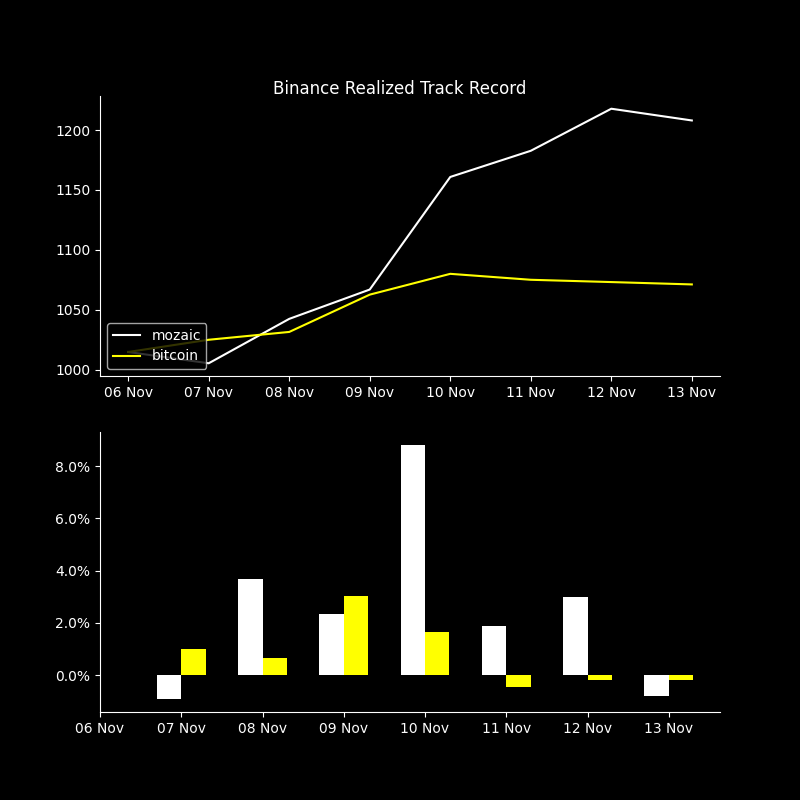 Binance Realized Track Record
1200
1150
1100
1050
1000
mozaic
bitcoin
06 Nov 07 Nov 08 Nov 09 Nov 10 Nov 11 Nov 12 Nov 13 Nov
8.0%
6.0%
4.0%
2.0%
0.0%
06 Nov 07 Nov 08 Nov 09 Nov 10 Nov 11 Nov 12 Nov 13 Nov